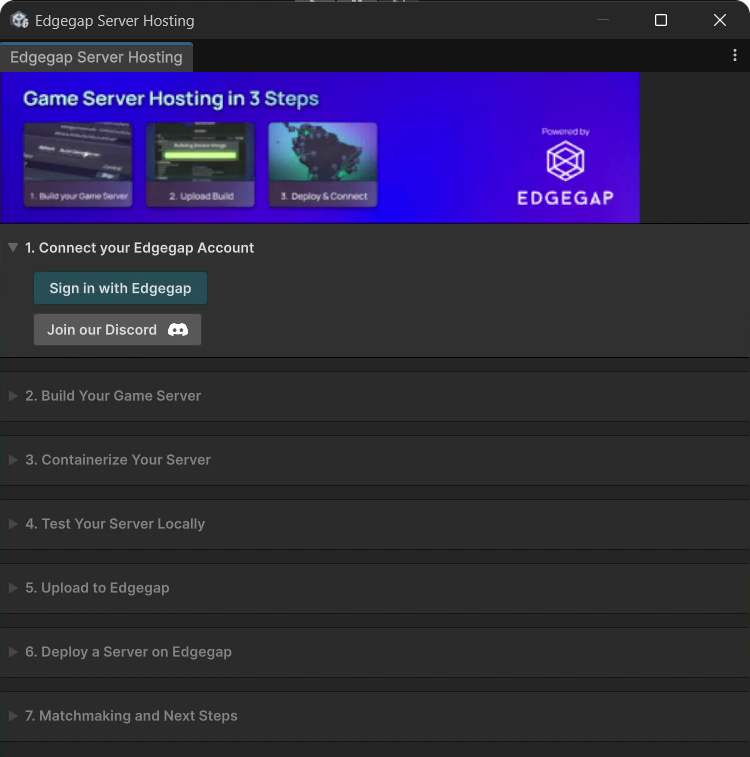 Edgegap Server Hosting
Edgegap Server Hosting
Game Server Hosting in 3 Steps
Powered by
EDGEGAP
1. Build your Game Server
2. Upload Build
3. Deploy & Connect
1. Connect your Edgegap Account
Sign in with Edgegap
Join our Discord
2. Build Your Game Server
3. Containerize Your Server
4. Test Your Server Locally
5. Upload to Edgegap
6. Deploy a Server on Edgegap
7. Matchmaking and Next Steps